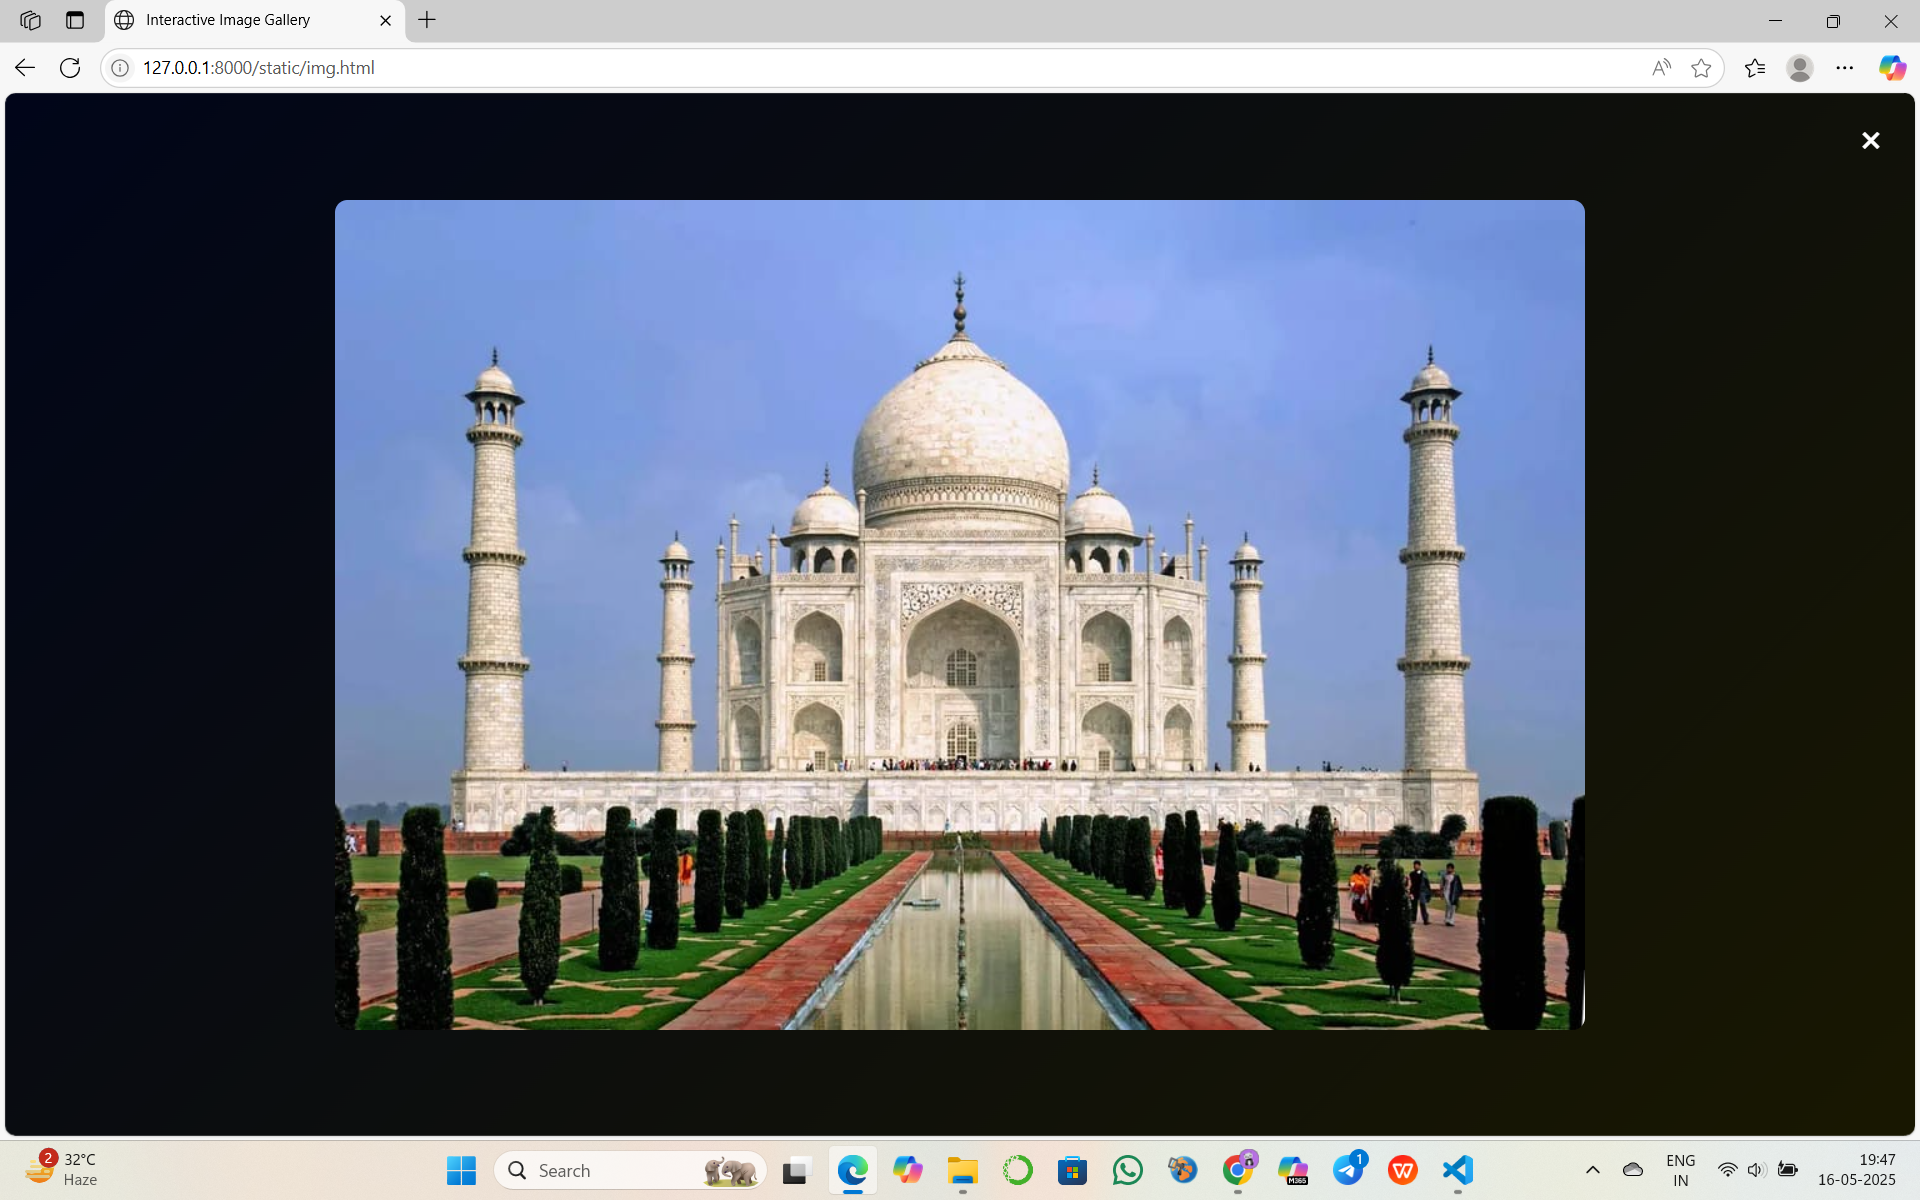 Interactive Image Gallery
127.0.0.1:8000/static/img.html
2
32°C
Haze
Search
M365
1
ENG
IN
19:47
16-05-2025